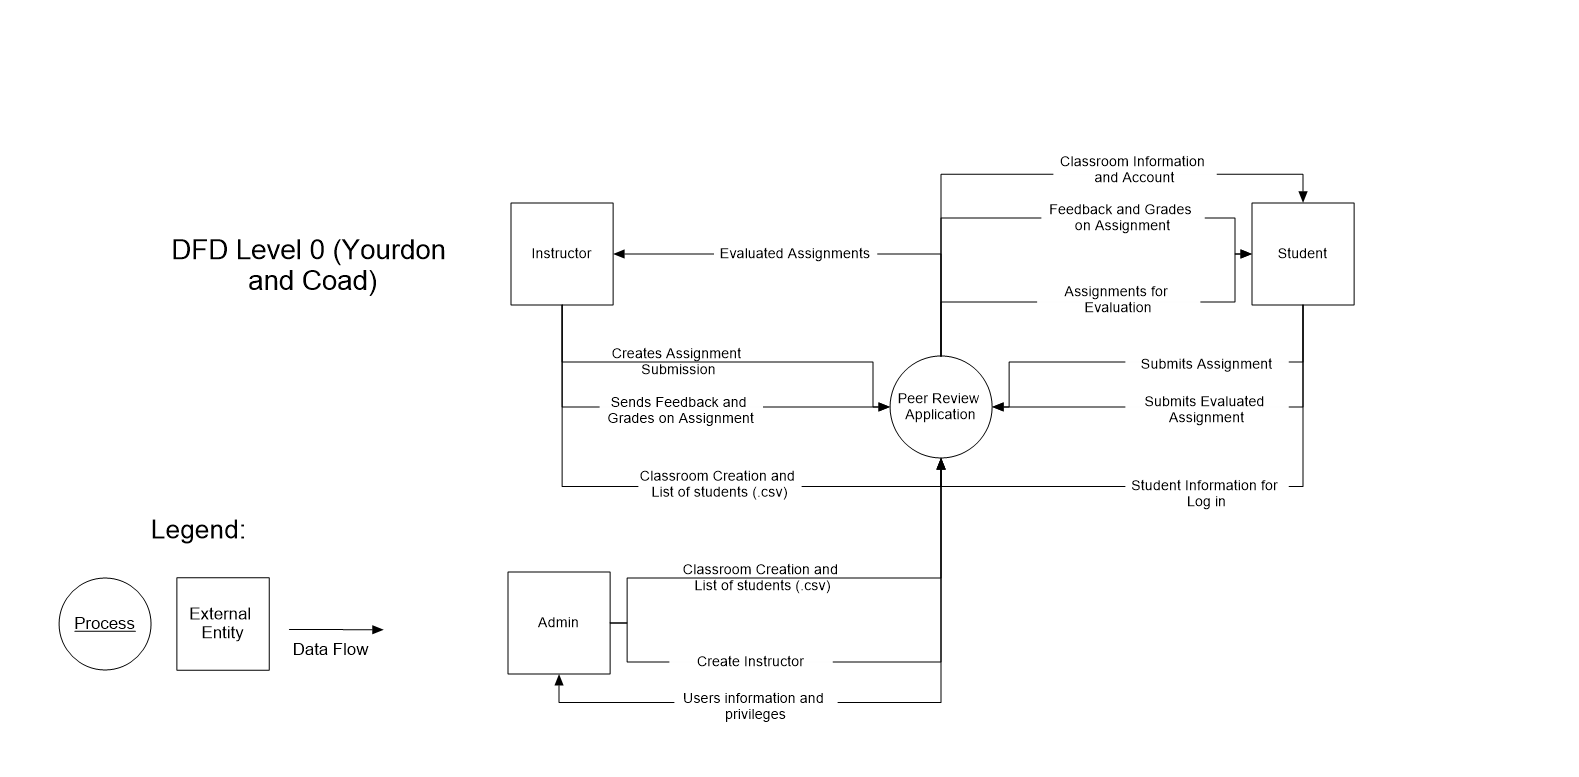 DFD Level 0 (Yourdon
and Coad)
Instructor
Evaluated Assignments
Classroom Information
and Account
Feedback and Grades
on Assignment
Student
Assignments for
Evaluation
Creates Assignment
Submission
Sends Feedback and
Grades on Assignment
Peer Review
Application
Submits Assignment
Submits Evaluated
Assignment
Classroom Creation and
List of students (.csv)
Student Information for
Log in
Legend:
Process
External
Entity
Data Flow
Admin
Classroom Creation and
List of students (.csv)
Create Instructor
Users information and
privileges